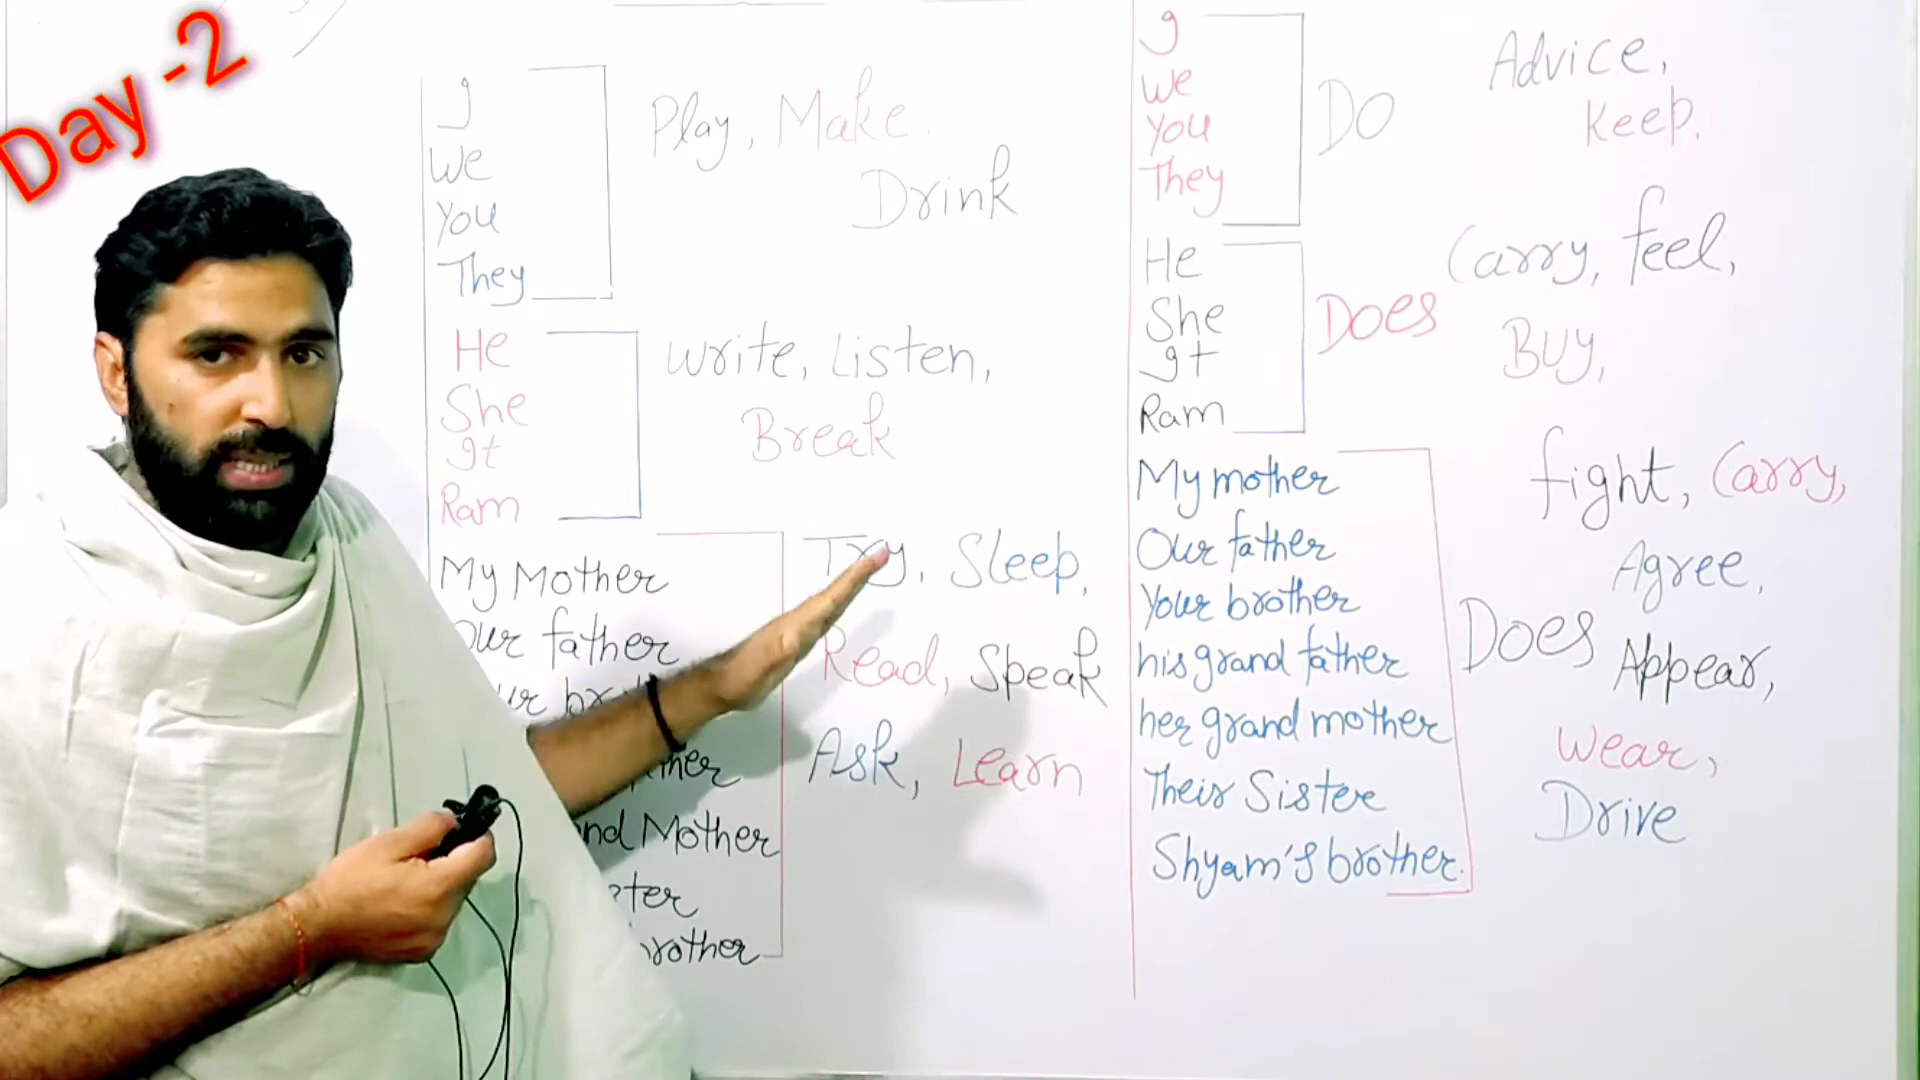 Day -2
I
We
You
They
Play, Make.
Drink
He
She
It
Ram
Write, Listen,
Break
My Mother
Our father
Try, Sleep,
Read, Speak
Ask, Learn
nd Mother
brother
I
We
You
They
DO
Advice,
Keep.
He
She
It
Ram
DOES
Carry, feel,
BUY,
My mother
Our father
Your brother
his grand father
her grand mother
Their Sister
Shyam's brother.
DOES
fight, Carry,
Agree,
Appear,
Wear,
Drive